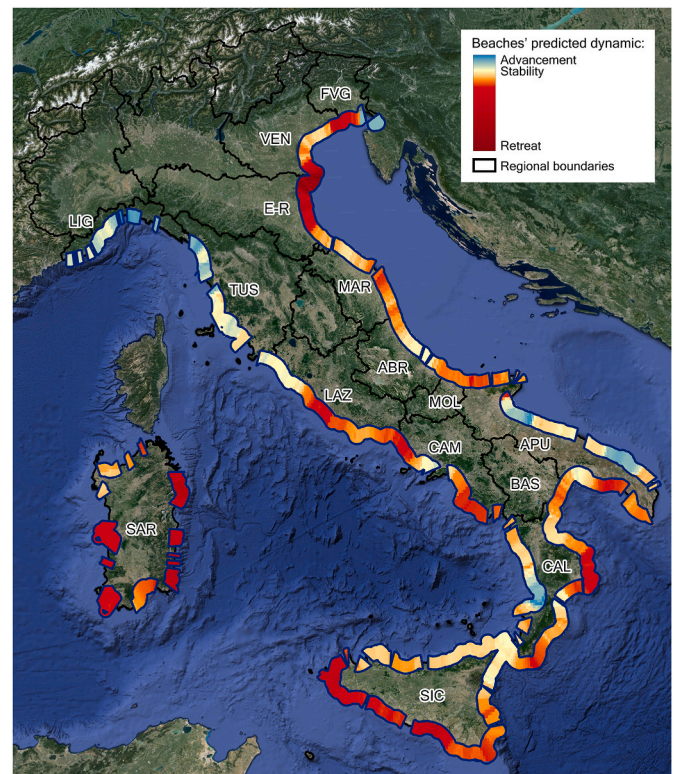 Beaches' predicted dynamic:
Advancement
Stability
Retreat
Regional boundaries
FVG
VEN
E-R
LIG
TUS
MAR
ABR
LAZ
MOL
CAM
APU
BAS
SAR
CAL
SIC